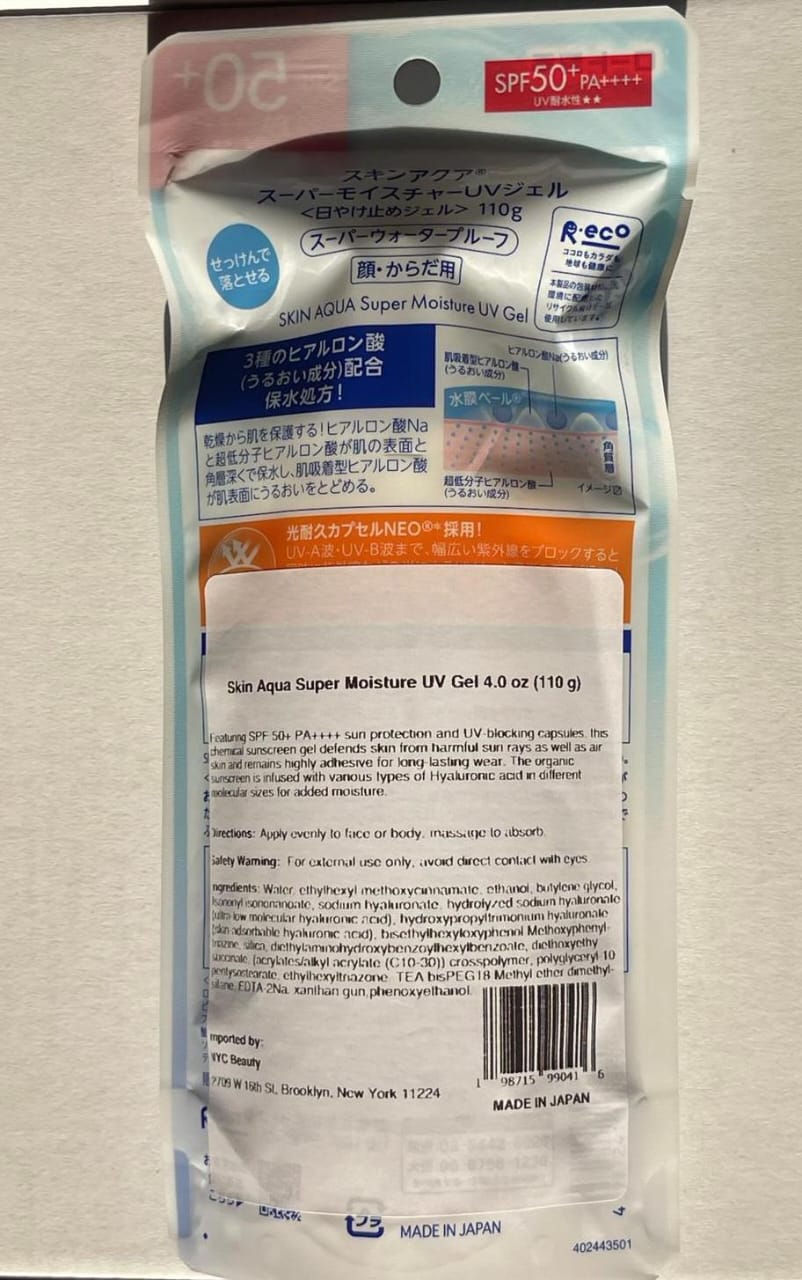 50+
SPF50+ PA++++
UV耐水性★★
スキンアクア®
スーパーモイスチャーUVジェル
<日やけ止めジェル> 110g
スーパーウォータープルーフ
顔・からだ用
せっけんで
落とせる
R·eco
ココロもカラダも
地球も健康に
SKIN AQUA Super Moisture UV Gel
3種のヒアルロン酸
(うるおい成分)配合
保水処方!
乾燥から肌を保護する!ヒアルロン酸Na
と超低分子ヒアルロン酸が肌の表面と
角層深くで保水し、肌吸着型ヒアルロン酸
が肌表面にうるおいをとどめる。
ヒアルロン酸Na(うるおい成分)
肌吸着型ヒアルロン酸
(うるおい成分)
水膜ベール®
角質層
超低分子ヒアルロン酸
(うるおい成分)
イメージ図
光耐久カプセルNEO®*採用!
UV-A波・UV-B波まで、幅広い紫外線をブロックすると
Skin Aqua Super Moisture UV Gel 4.0 oz (110 g)
Featuring SPF 50+ PA++++ sun protection and UV-blocking capsules, this
chemical sunscreen gel defends skin from harmful sun rays as well as air
skin and remains highly adhesive for long-lasting wear. The organic
sunscreen is infused with various types of Hyaluronic acid in different
molecular sizes for added moisture.
Directions: Apply evenly to face or body, massage to absorb.
Safety Warning: For external use only, avoid direct contact with eyes
ngredients: Water, ethylhexyl methoxycinnamate, ethanol, butylene glycol,
isononyl isononanoate, sodium hyaluronate, hydrolyzed sodium hyaluronate
(ultra-low molecular hyaluronic acid), hydroxypropyltrimonium hyaluronate
(skin adsorbable hyaluronic acid), bisethylhexyloxyphenol Methoxyphenyl-
triazine, silica, diethylaminohydroxybenzoylhexylbenzoate, diethoxyethy
succinate, (acrylates/alkyl acrylate (C10-30)) crosspolymer, polyglyceryl-10
pentysostearate, ethylhexyltriazone, TEA bisPEG18 Methyl ether dimethyl-
silane, EDTA-2Na, xanthan gun,phenoxyethanol.
mported by:
NYC Beauty
2709 W 16th St, Brooklyn, New York 11224
1 98715 99041 6
MADE IN JAPAN
プラ
MADE IN JAPAN
402443501